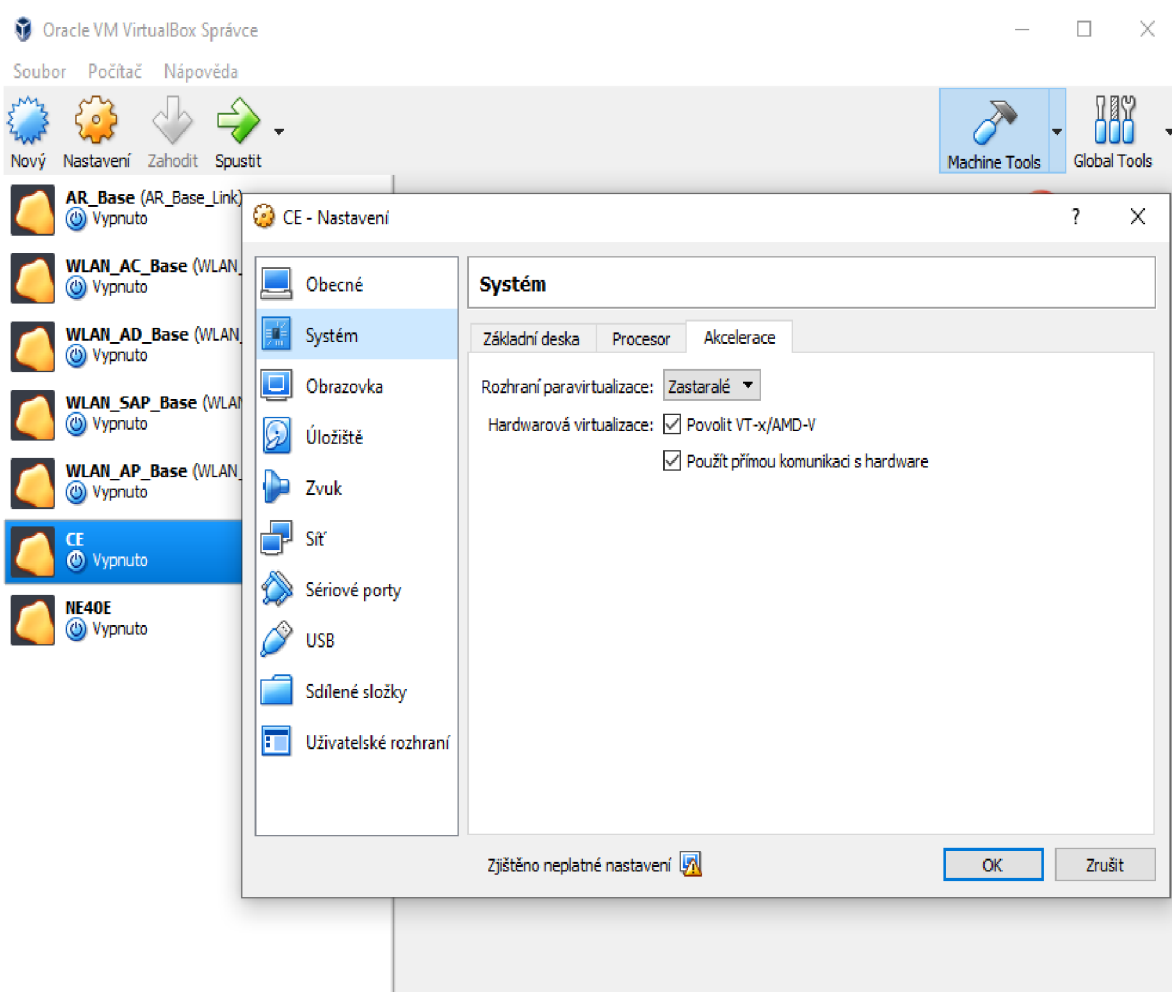 Oracle VM VirtualBox Správce
Soubor Počítač Nápověda
Nový Nastavení Zahodit Spustit
Machine Tools Global Tools
AR_Base (AR_Base_Link)
Vypnuto
WLAN_AC_Base (WLAN_
Vypnuto
WLAN_AD_Base (WLAN_
Vypnuto
WLAN_SAP_Base (WLAN
Vypnuto
WLAN_AP_Base (WLAN_
Vypnuto
CE
Vypnuto
NE40E
Vypnuto
CE - Nastavení ?
Obecné
Systém
Obrazovka
Úložiště
Zvuk
Síť
Sériové porty
USB
Sdílené složky
Uživatelské rozhraní
Systém
Základní deska Procesor Akcelerace
Rozhraní paravirtualizace: Zastaralé
Hardwarová virtualizace: Povolit VT-x/AMD-V
Použít přímou komunikaci s hardware
Zjištěno neplatné nastavení
OK Zrušit